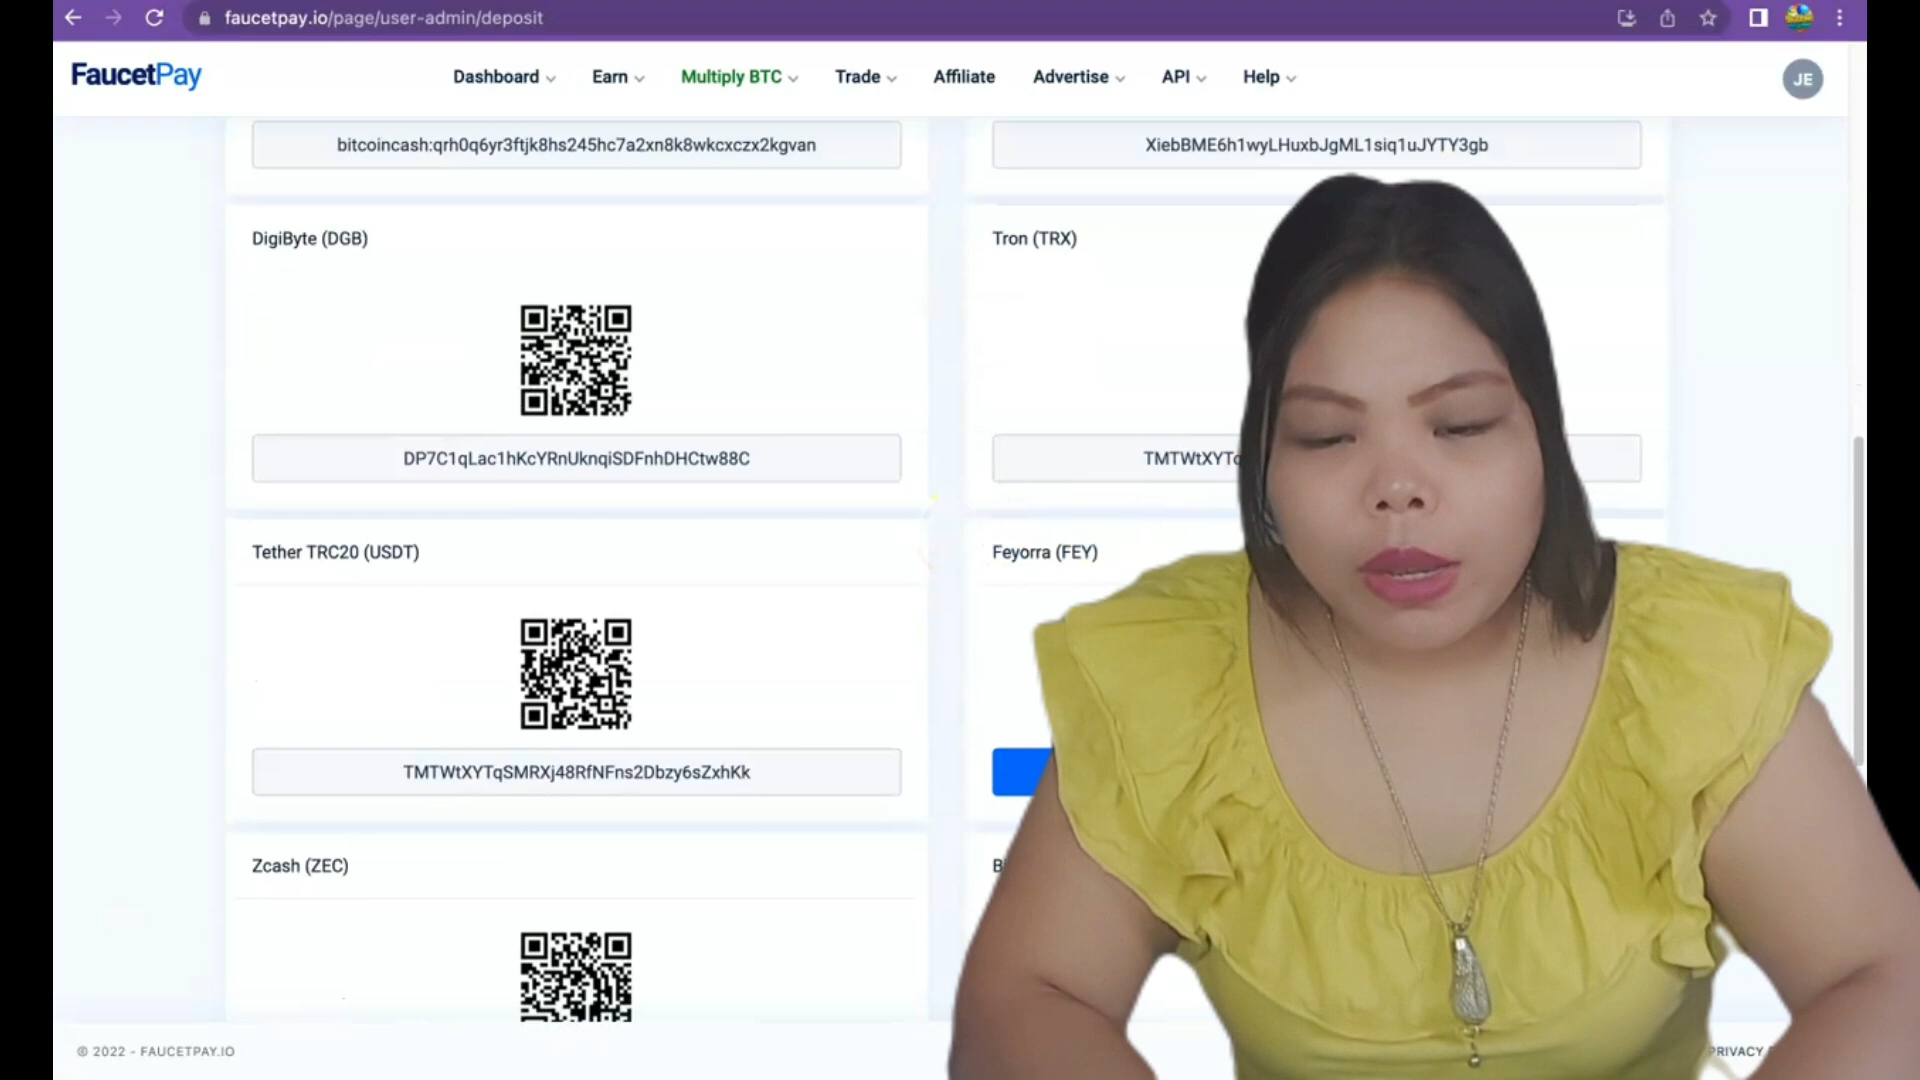 faucetpay.io/page/user-admin/deposit
FaucetPay
Dashboard
Earn
Multiply BTC
Trade
Affiliate
Advertise
API
Help
JE
bitcoincash:qrh0q6yr3ftjk8hs245hc7a2xn8k8wkcxczx2kgvan
XiebBME6h1wyLHuxbJgML1siq1uJYTY3gb
DigiByte (DGB)
Tron (TRX)
DP7C1qLac1hKcYRnUknqiSDFnhDHCtw88C
TMTWtXYTq
Tether TRC20 (USDT)
Feyorra (FEY)
TMTWtXYTqSMRXj48RfNFns2Dbzy6sZxhKk
Zcash (ZEC)
© 2022 - FAUCETPAY.IO
PRIVACY